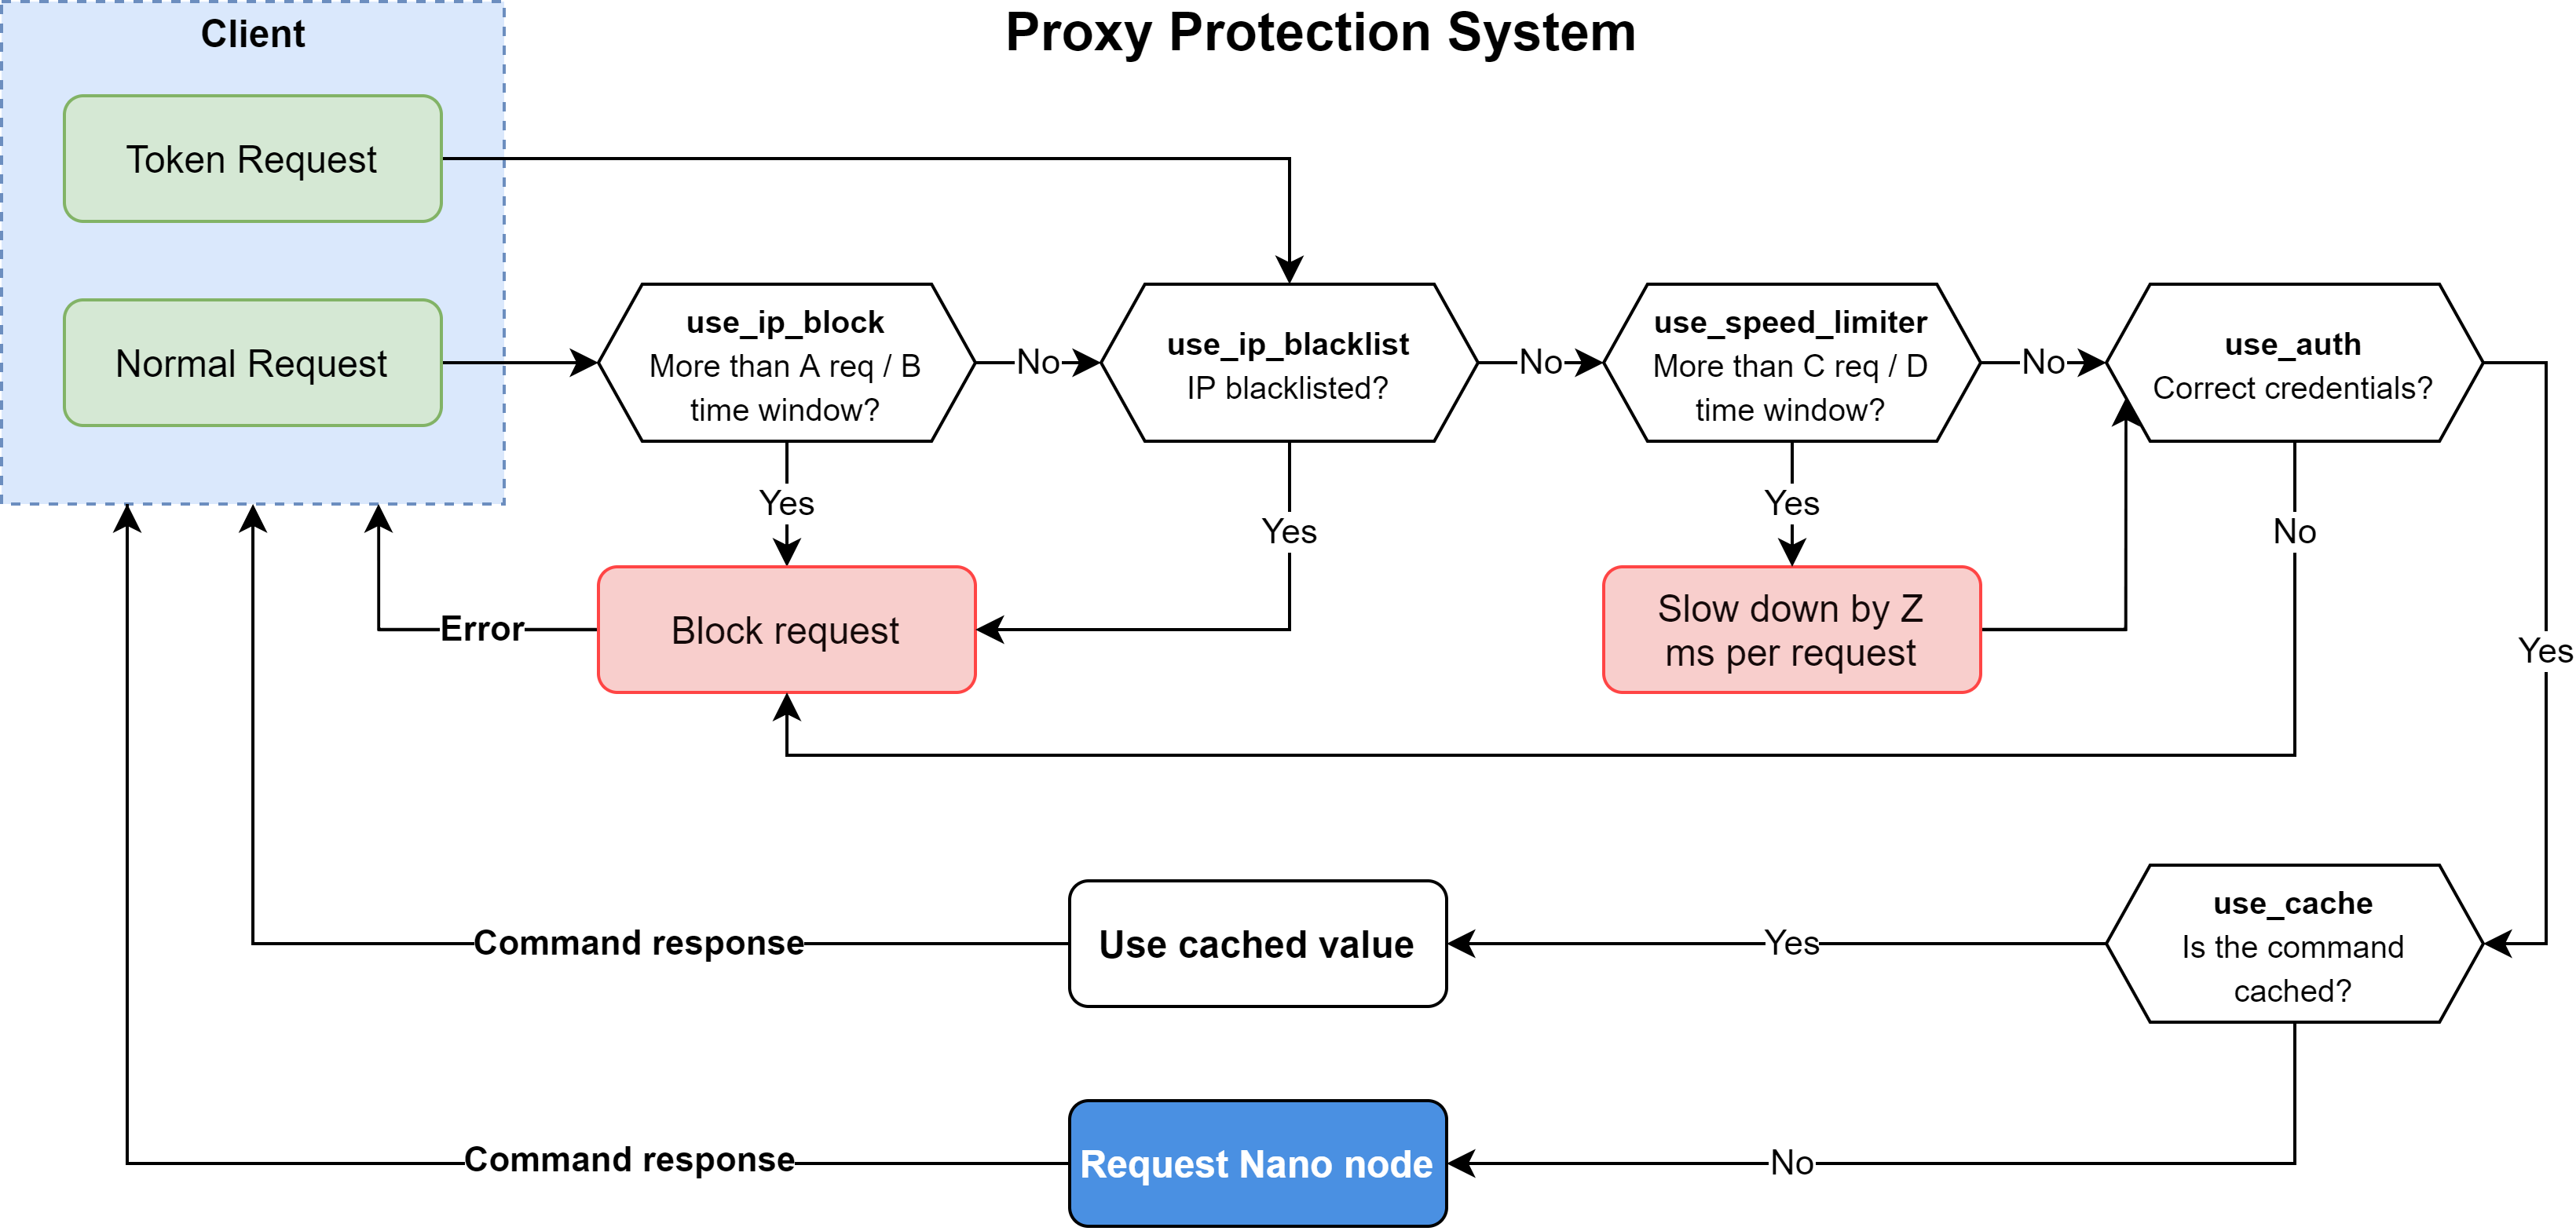 Proxy Protection System
Client
Token Request
Normal Request
use_ip_block
More than A req / B
time window?
No
use_ip_blacklist
IP blacklisted?
No
use_speed_limiter
More than C req / D
time window?
No
use_auth
Correct credentials?
Yes
Yes
Yes
No
Yes
Error
Block request
Slow down by Z
ms per request
Command response
Use cached value
Yes
use_cache
Is the command
cached?
Command response
Request Nano node
No